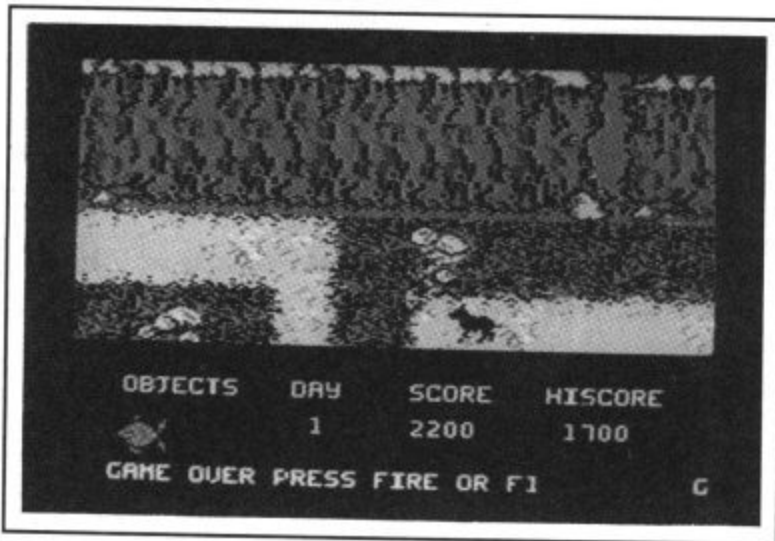 OBJECTS DAY SCORE HISCORE
1 2200 1700
GAME OVER PRESS FIRE OR F1 G